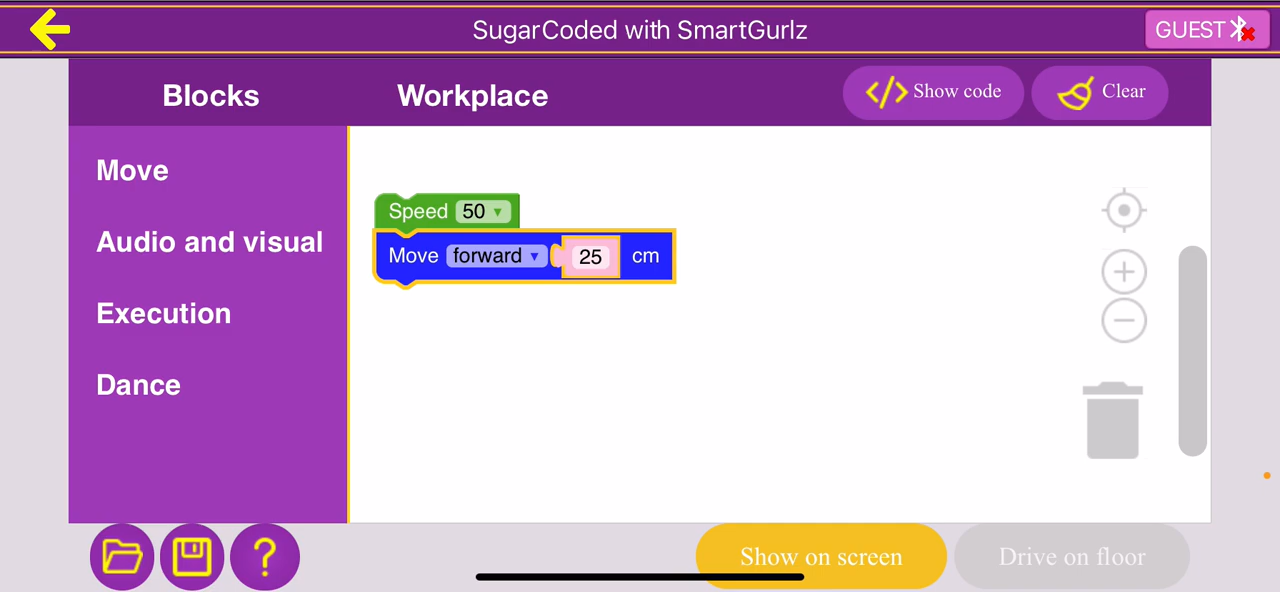 SugarCoded with SmartGurlz
GUEST
Blocks
Workplace
Show code
Clear
Move
Audio and visual
Execution
Dance
Speed 50
Move forward 25 cm
?
Show on screen
Drive on floor